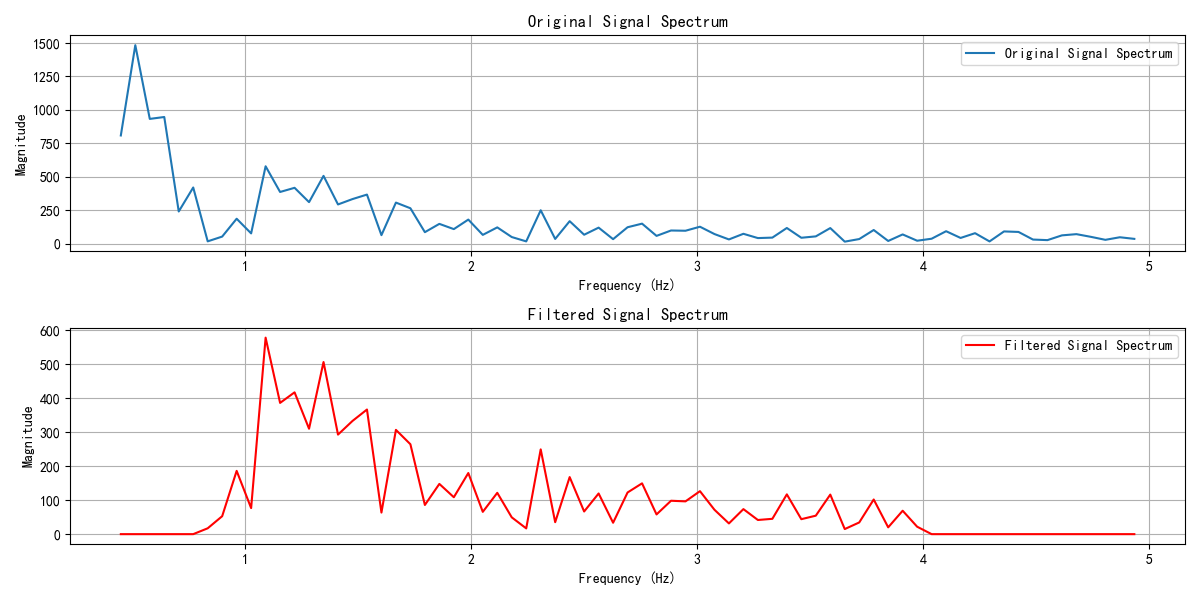 Original Signal Spectrum
Original Signal Spectrum
Magnitude
1500
1250
1000
750
500
250
0
1 2 3 4 5
Frequency (Hz)
Filtered Signal Spectrum
Filtered Signal Spectrum
Magnitude
600
500
400
300
200
100
0
1 2 3 4 5
Frequency (Hz)